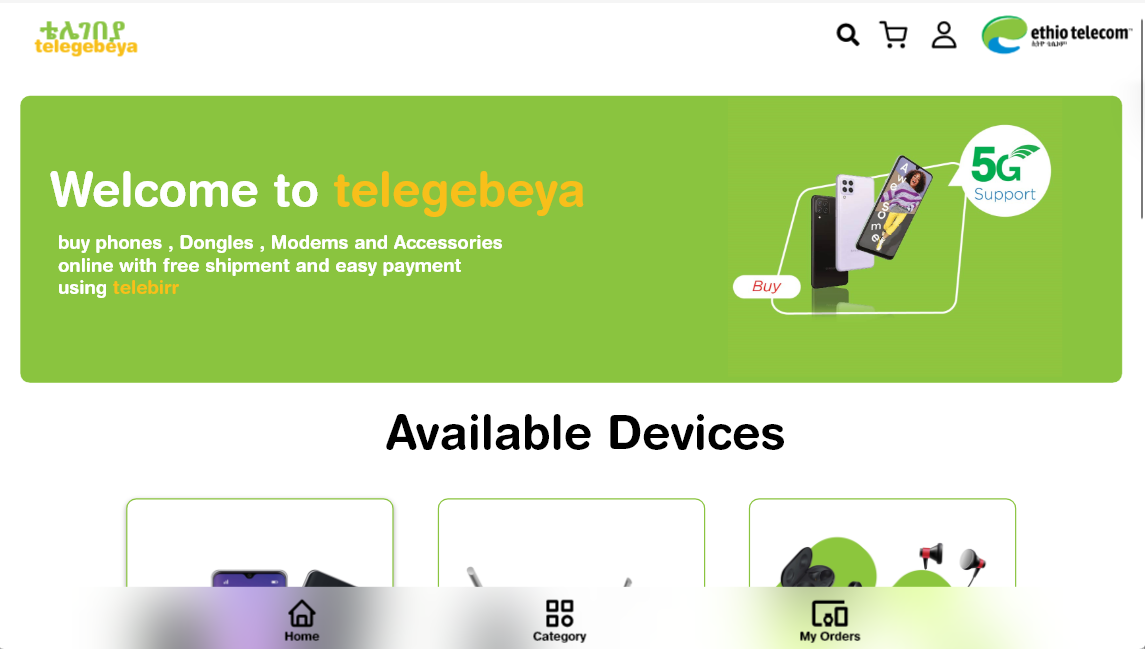 ቴሌገበያ
telegebeya
ethio telecom
ኢትዮ ቴሌኮም
Welcome to telegebeya
buy phones , Dongles , Modems and Accessories
online with free shipment and easy payment
using telebirr
5G
Support
Awesome
Buy
Available Devices
Home
Category
My Orders